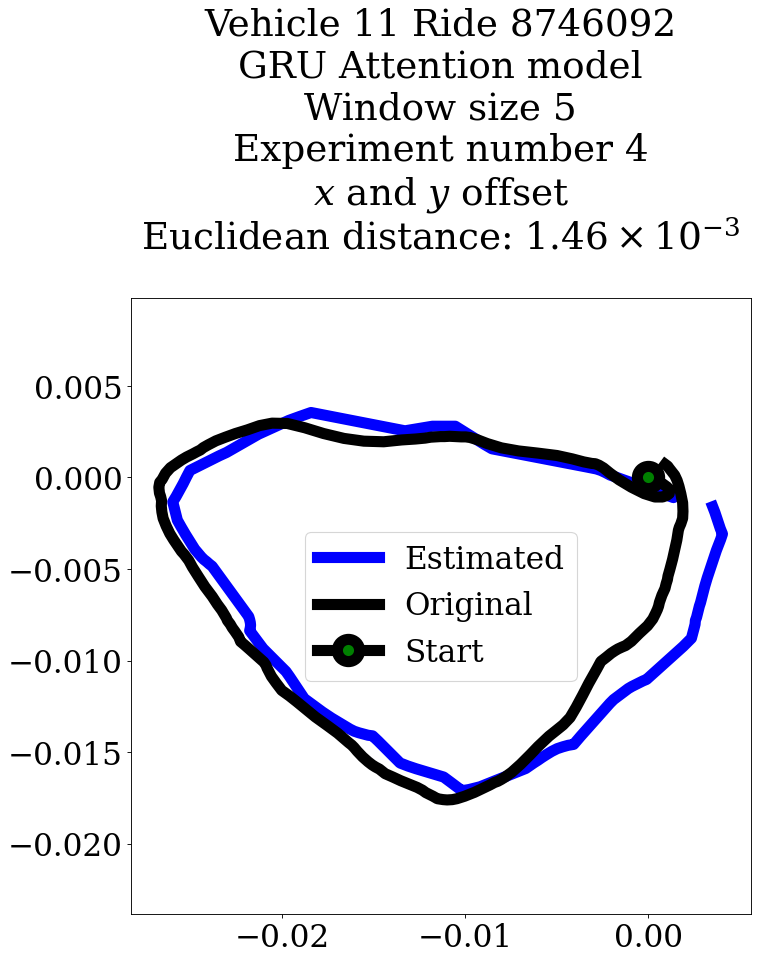 Vehicle 11 Ride 8746092
GRU Attention model
Window size 5
Experiment number 4
x and y offset
Euclidean distance: 1.46 × 10⁻³
0.005
0.000
−0.005
−0.010
−0.015
−0.020
Estimated
Original
Start
−0.02
−0.01
0.00